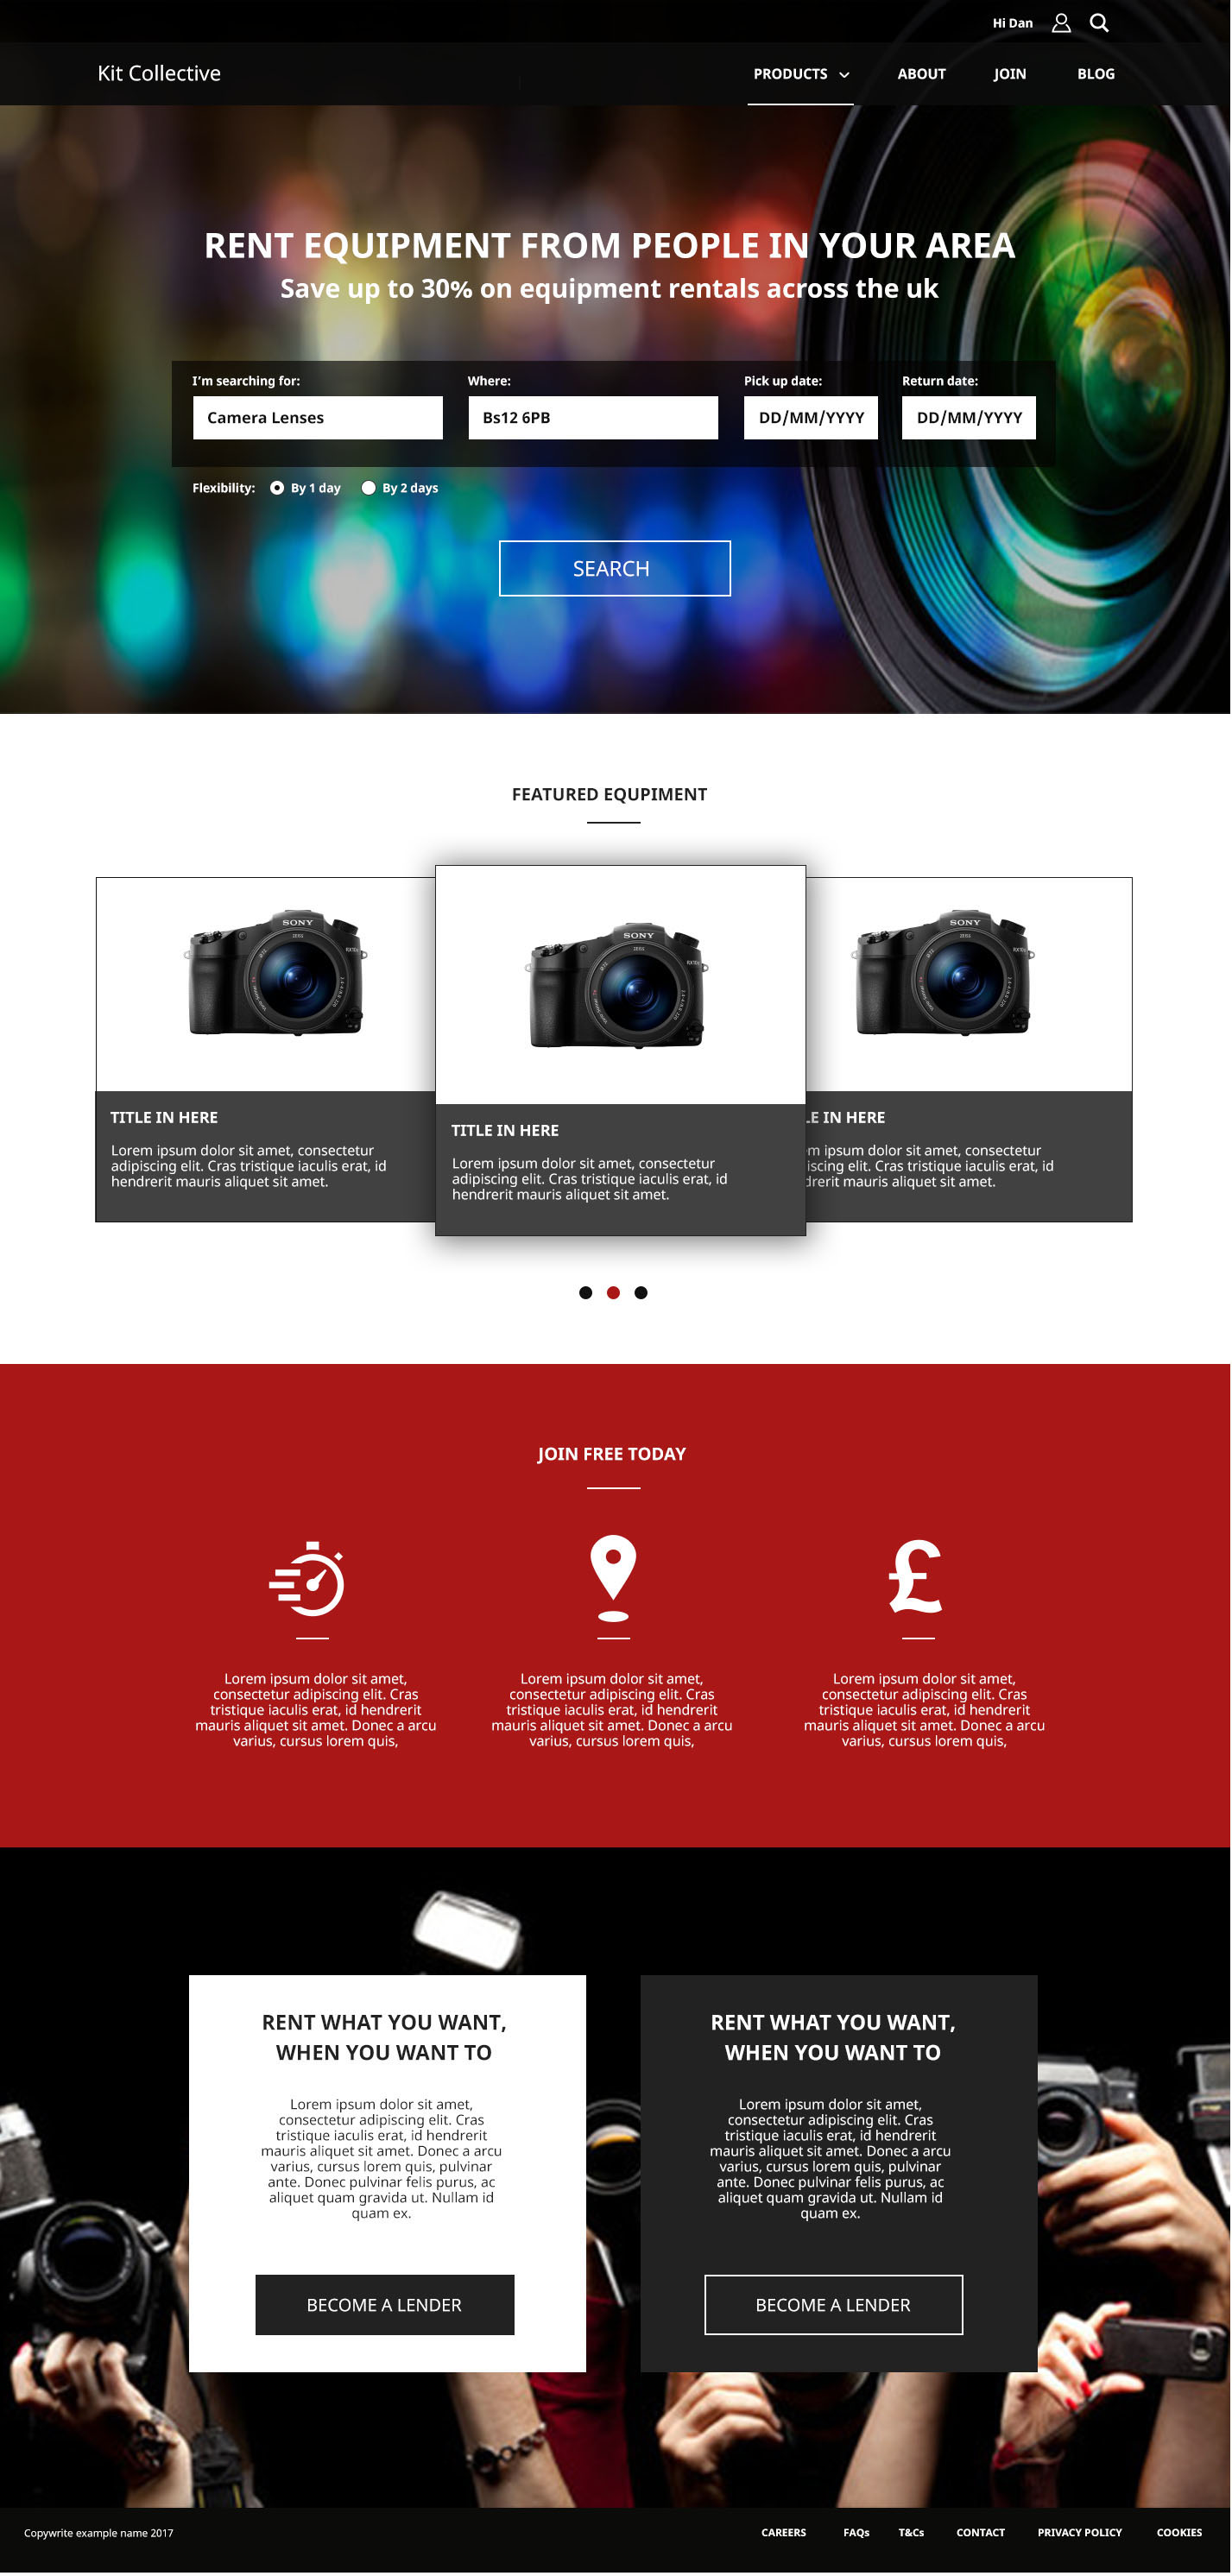 Hi Dan
Kit Collective
PRODUCTS ABOUT JOIN BLOG
RENT EQUIPMENT FROM PEOPLE IN YOUR AREA
Save up to 30% on equipment rentals across the uk
I'm searching for: Where: Pick up date: Return date:
Camera Lenses Bs12 6PB DD/MM/YYYY DD/MM/YYYY
Flexibility: By 1 day By 2 days
SEARCH
FEATURED EQUPIMENT
SONY
SONY
SONY
TITLE IN HERE
Lorem ipsum dolor sit amet, consectetur
adipiscing elit. Cras tristique iaculis erat, id
hendrerit mauris aliquet sit amet.
TITLE IN HERE
Lorem ipsum dolor sit amet, consectetur
adipiscing elit. Cras tristique iaculis erat, id
hendrerit mauris aliquet sit amet.
LE IN HERE
m ipsum dolor sit amet, consectetur
iscing elit. Cras tristique iaculis erat, id
drerit mauris aliquet sit amet.
JOIN FREE TODAY
£
Lorem ipsum dolor sit amet,
consectetur adipiscing elit. Cras
tristique iaculis erat, id hendrerit
mauris aliquet sit amet. Donec a arcu
varius, cursus lorem quis,
Lorem ipsum dolor sit amet,
consectetur adipiscing elit. Cras
tristique iaculis erat, id hendrerit
mauris aliquet sit amet. Donec a arcu
varius, cursus lorem quis,
Lorem ipsum dolor sit amet,
consectetur adipiscing elit. Cras
tristique iaculis erat, id hendrerit
mauris aliquet sit amet. Donec a arcu
varius, cursus lorem quis,
RENT WHAT YOU WANT,
WHEN YOU WANT TO
Lorem ipsum dolor sit amet,
consectetur adipiscing elit. Cras
tristique iaculis erat, id hendrerit
mauris aliquet sit amet. Donec a arcu
varius, cursus lorem quis, pulvinar
ante. Donec pulvinar felis purus, ac
aliquet quam gravida ut. Nullam id
quam ex.
BECOME A LENDER
RENT WHAT YOU WANT,
WHEN YOU WANT TO
Lorem ipsum dolor sit amet,
consectetur adipiscing elit. Cras
tristique iaculis erat, id hendrerit
mauris aliquet sit amet. Donec a arcu
varius, cursus lorem quis, pulvinar
ante. Donec pulvinar felis purus, ac
aliquet quam gravida ut. Nullam id
quam ex.
BECOME A LENDER
Copywrite example name 2017
CAREERS FAQs T&Cs CONTACT PRIVACY POLICY COOKIES